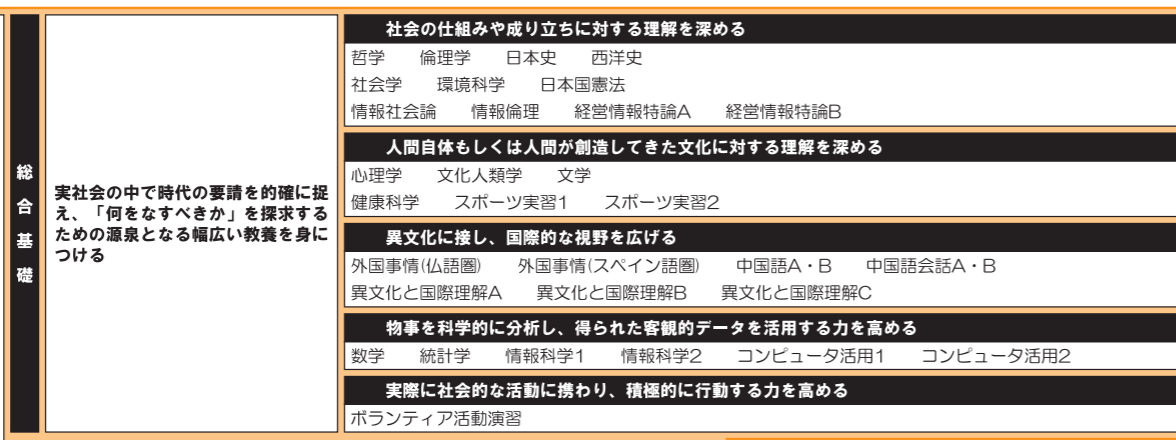 総合基礎
実社会の中で時代の要請を的確に捉
え、「何をなすべきか」を探求する
ための源泉となる幅広い教養を身に
つける
社会の仕組みや成り立ちに対する理解を深める
哲学 倫理学 日本史 西洋史
社会学 環境科学 日本国憲法
情報社会論 情報倫理 経営情報特論A 経営情報特論B
人間自体もしくは人間が創造してきた文化に対する理解を深める
心理学 文化人類学 文学
健康科学 スポーツ実習1 スポーツ実習2
異文化に接し、国際的な視野を広げる
外国事情(仏語圏) 外国事情(スペイン語圏) 中国語A・B 中国語会話A・B
異文化と国際理解A 異文化と国際理解B 異文化と国際理解C
物事を科学的に分析し、得られた客観的データを活用する力を高める
数学 統計学 情報科学1 情報科学2 コンピュータ活用1 コンピュータ活用2
実際に社会的な活動に携わり、積極的に行動する力を高める
ボランティア活動演習